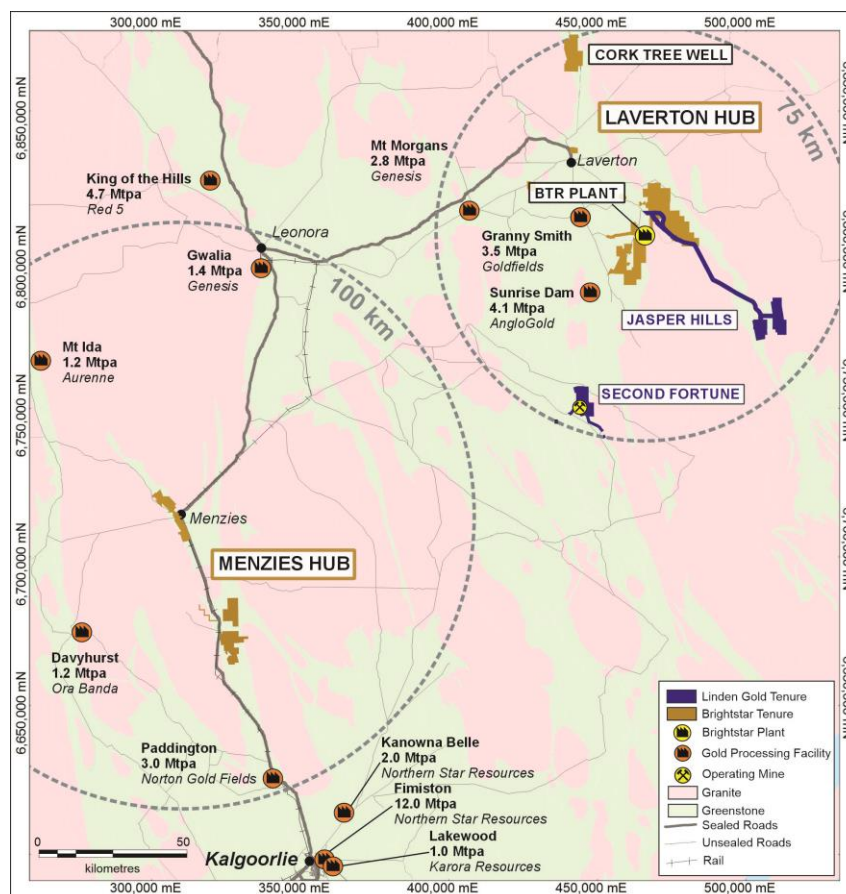 300,000 mE
350,000 mE
400,000 mE
450,000 mE
500,000 mE
CORK TREE WELL
6,850,000 mN
LAVERTON HUB
75 km
Mt Morgans
2.8 Mtpa
Genesis
Laverton
King of the Hills
4.7 Mtpa
Red 5
BTR PLANT
Leonora
Granny Smith
3.5 Mtpa
Goldfields
Gwalia
1.4 Mtpa
Genesis
6,800,000 mN
100 km
Sunrise Dam
4.1 Mtpa
AngloGold
JASPER HILLS
Mt Ida
1.2 Mtpa
Aurenne
SECOND FORTUNE
6,750,000 mN
Menzies
MENZIES HUB
6,700,000 mN
Davyhurst
1.2 Mtpa
Ora Banda
6,650,000 mN
Paddington
3.0 Mtpa
Norton Gold Fields
Kanowna Belle
2.0 Mtpa
Northern Star Resources
Fimiston
12.0 Mtpa
Northern Star Resources
Lakewood
1.0 Mtpa
Karora Resources
Kalgoorlie
0
50
kilometres
Linden Gold Tenure
Brightstar Tenure
Brightstar Plant
Gold Processing Facility
Operating Mine
Granite
Greenstone
Sealed Roads
Unsealed Roads
Rail
300,000 mE
350,000 mE
400,000 mE
450,000 mE
500,000 mE